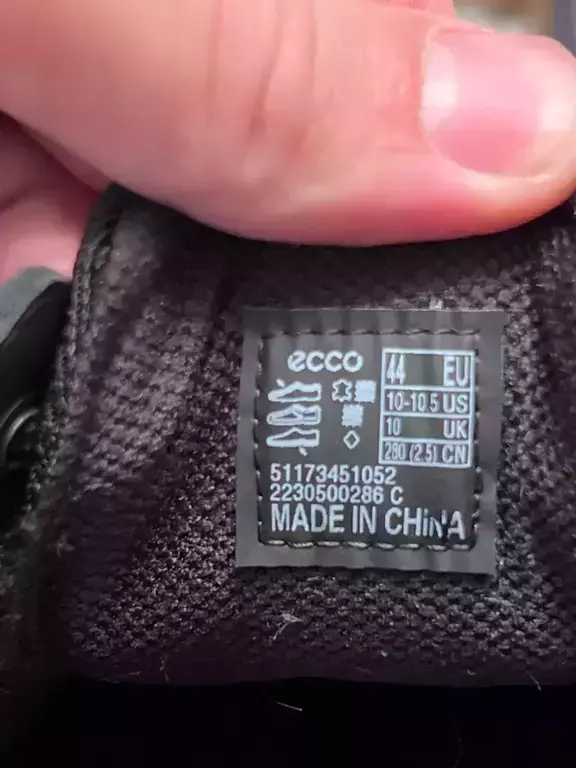 ecco
44 EU
10-10.5 US
10 UK
280 (2.5) CN
51173451052
2230500286 C
MADE IN CHINA